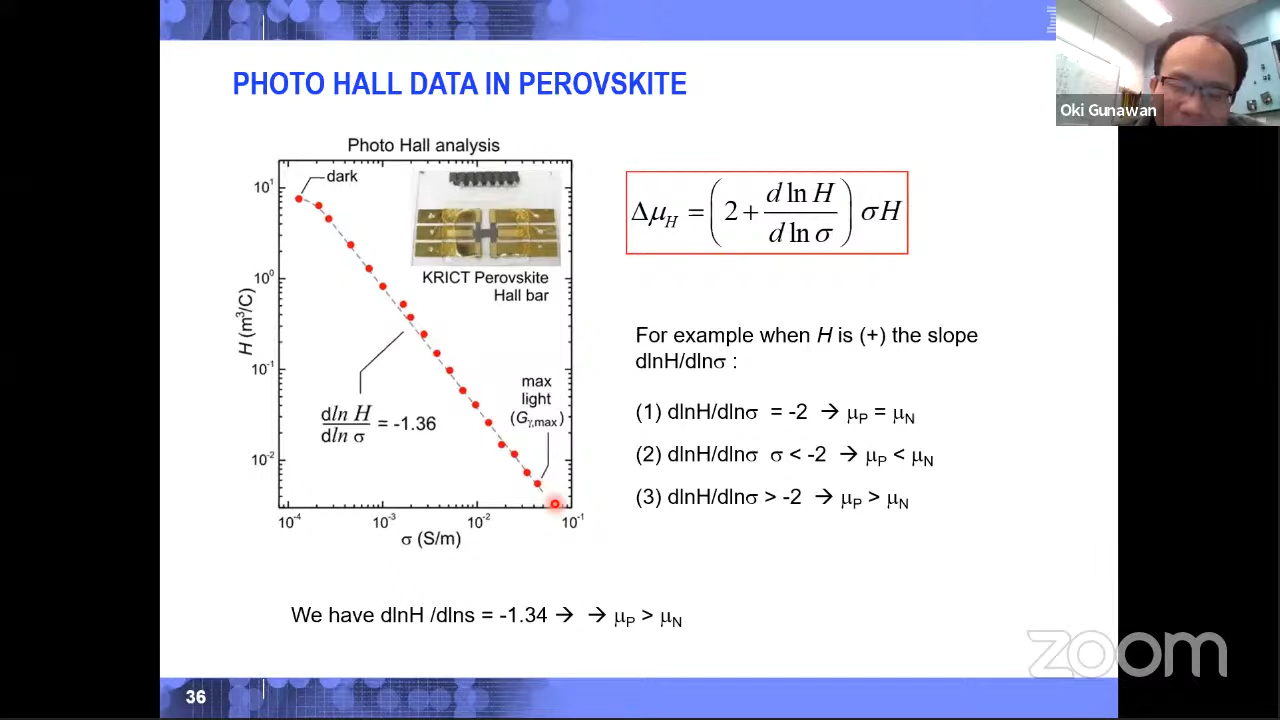 PHOTO HALL DATA IN PEROVSKITE
Oki Gunawan
Photo Hall analysis
dark
KRICT Perovskite
Hall bar
10¹
10⁰
10⁻¹
10⁻²
H (m³/C)
dln H / dln σ = -1.36
max
light
(Gγ,max)
10⁻⁴ 10⁻³ 10⁻² 10⁻¹
σ (S/m)
Δμ_H = (2 + d ln H / d ln σ) σH
For example when H is (+) the slope
dlnH/dlnσ :
(1) dlnH/dlnσ = -2 → μP = μN
(2) dlnH/dlnσ σ < -2 → μP < μN
(3) dlnH/dlnσ > -2 → μP > μN
We have dlnH /dlns = -1.34 → → μP > μN
36
zoom